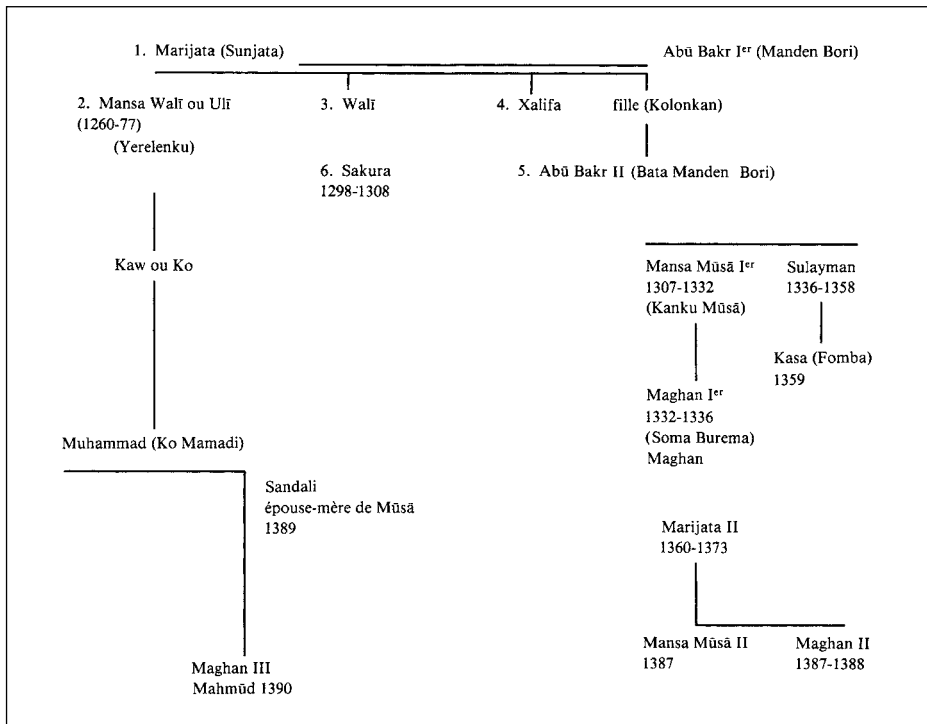 1. Marijata (Sunjata)
Abū Bakr Iᵉʳ (Manden Bori)
2. Mansa Walī ou Ulī
(1260-77)
(Yerelenku)
3. Walī
4. Xalifa
fille (Kolonkan)
6. Sakura
1298-1308
5. Abū Bakr II (Bata Manden Bori)
Kaw ou Ko
Mansa Mūsā Iᵉʳ
1307-1332
(Kanku Mūsā)
Sulayman
1336-1358
Kasa (Fomba)
1359
Maghan Iᵉʳ
1332-1336
(Soma Burema)
Maghan
Muhammad (Ko Mamadi)
Sandali
épouse-mère de Mūsā
1389
Marijata II
1360-1373
Mansa Mūsā II
1387
Maghan II
1387-1388
Maghan III
Mahmūd 1390